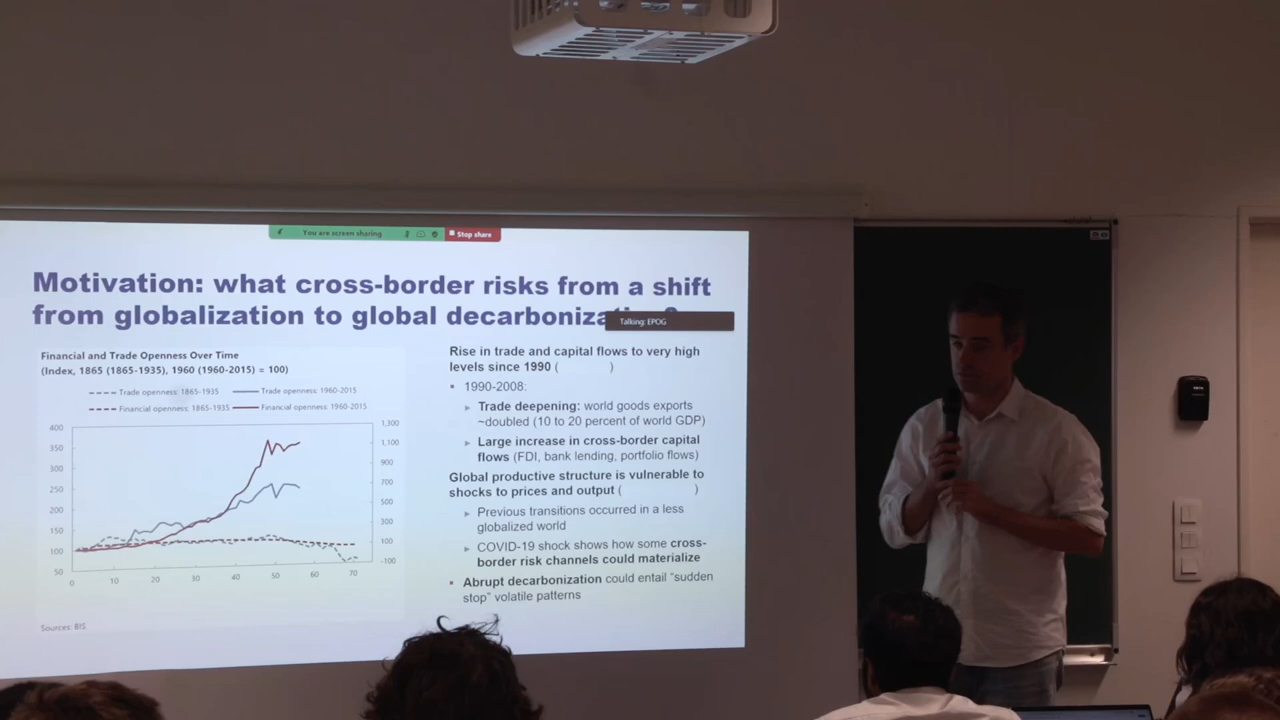 You are screen sharing
Stop share
Motivation: what cross-border risks from a shift
from globalization to global
Talking: EPOG
Financial and Trade Openness Over Time
(Index, 1865 (1865-1935), 1960 (1960-2015) = 100)
Trade openness: 1865-1935 Trade openness: 1960-2015
Financial openness: 1865-1935 Financial openness: 1960-2015
400 1,300
350 1,100
300 900
250 700
200 500
150 300
100 100
50 -100
0 10 20 30 40 50 60 70
Sources: BIS
Rise in trade and capital flows to very high
levels since 1990 ( )
1990-2008:
Trade deepening: world goods exports
~doubled (10 to 20 percent of world GDP)
Large increase in cross-border capital
flows (FDI, bank lending, portfolio flows)
Global productive structure is vulnerable to
shocks to prices and output ( )
Previous transitions occurred in a less
globalized world
COVID-19 shock shows how some cross-
border risk channels could materialize
Abrupt decarbonization could entail "sudden
stop" volatile patterns